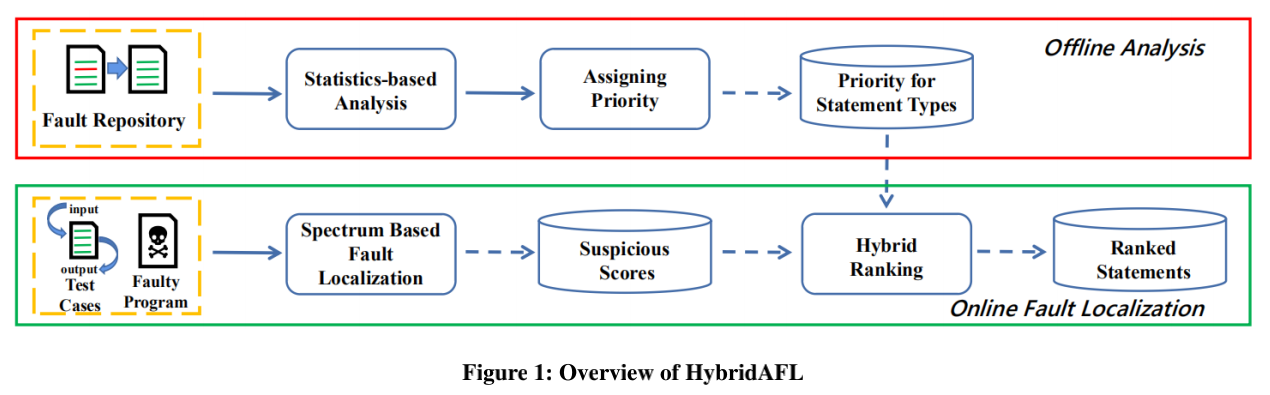 Offline Analysis
Fault Repository
Statistics-based
Analysis
Assigning
Priority
Priority for
Statement Types
input
output
Test
Cases
Faulty
Program
Spectrum Based
Fault
Localization
Suspicious
Scores
Hybrid
Ranking
Ranked
Statements
Online Fault Localization
Figure 1: Overview of HybridAFL